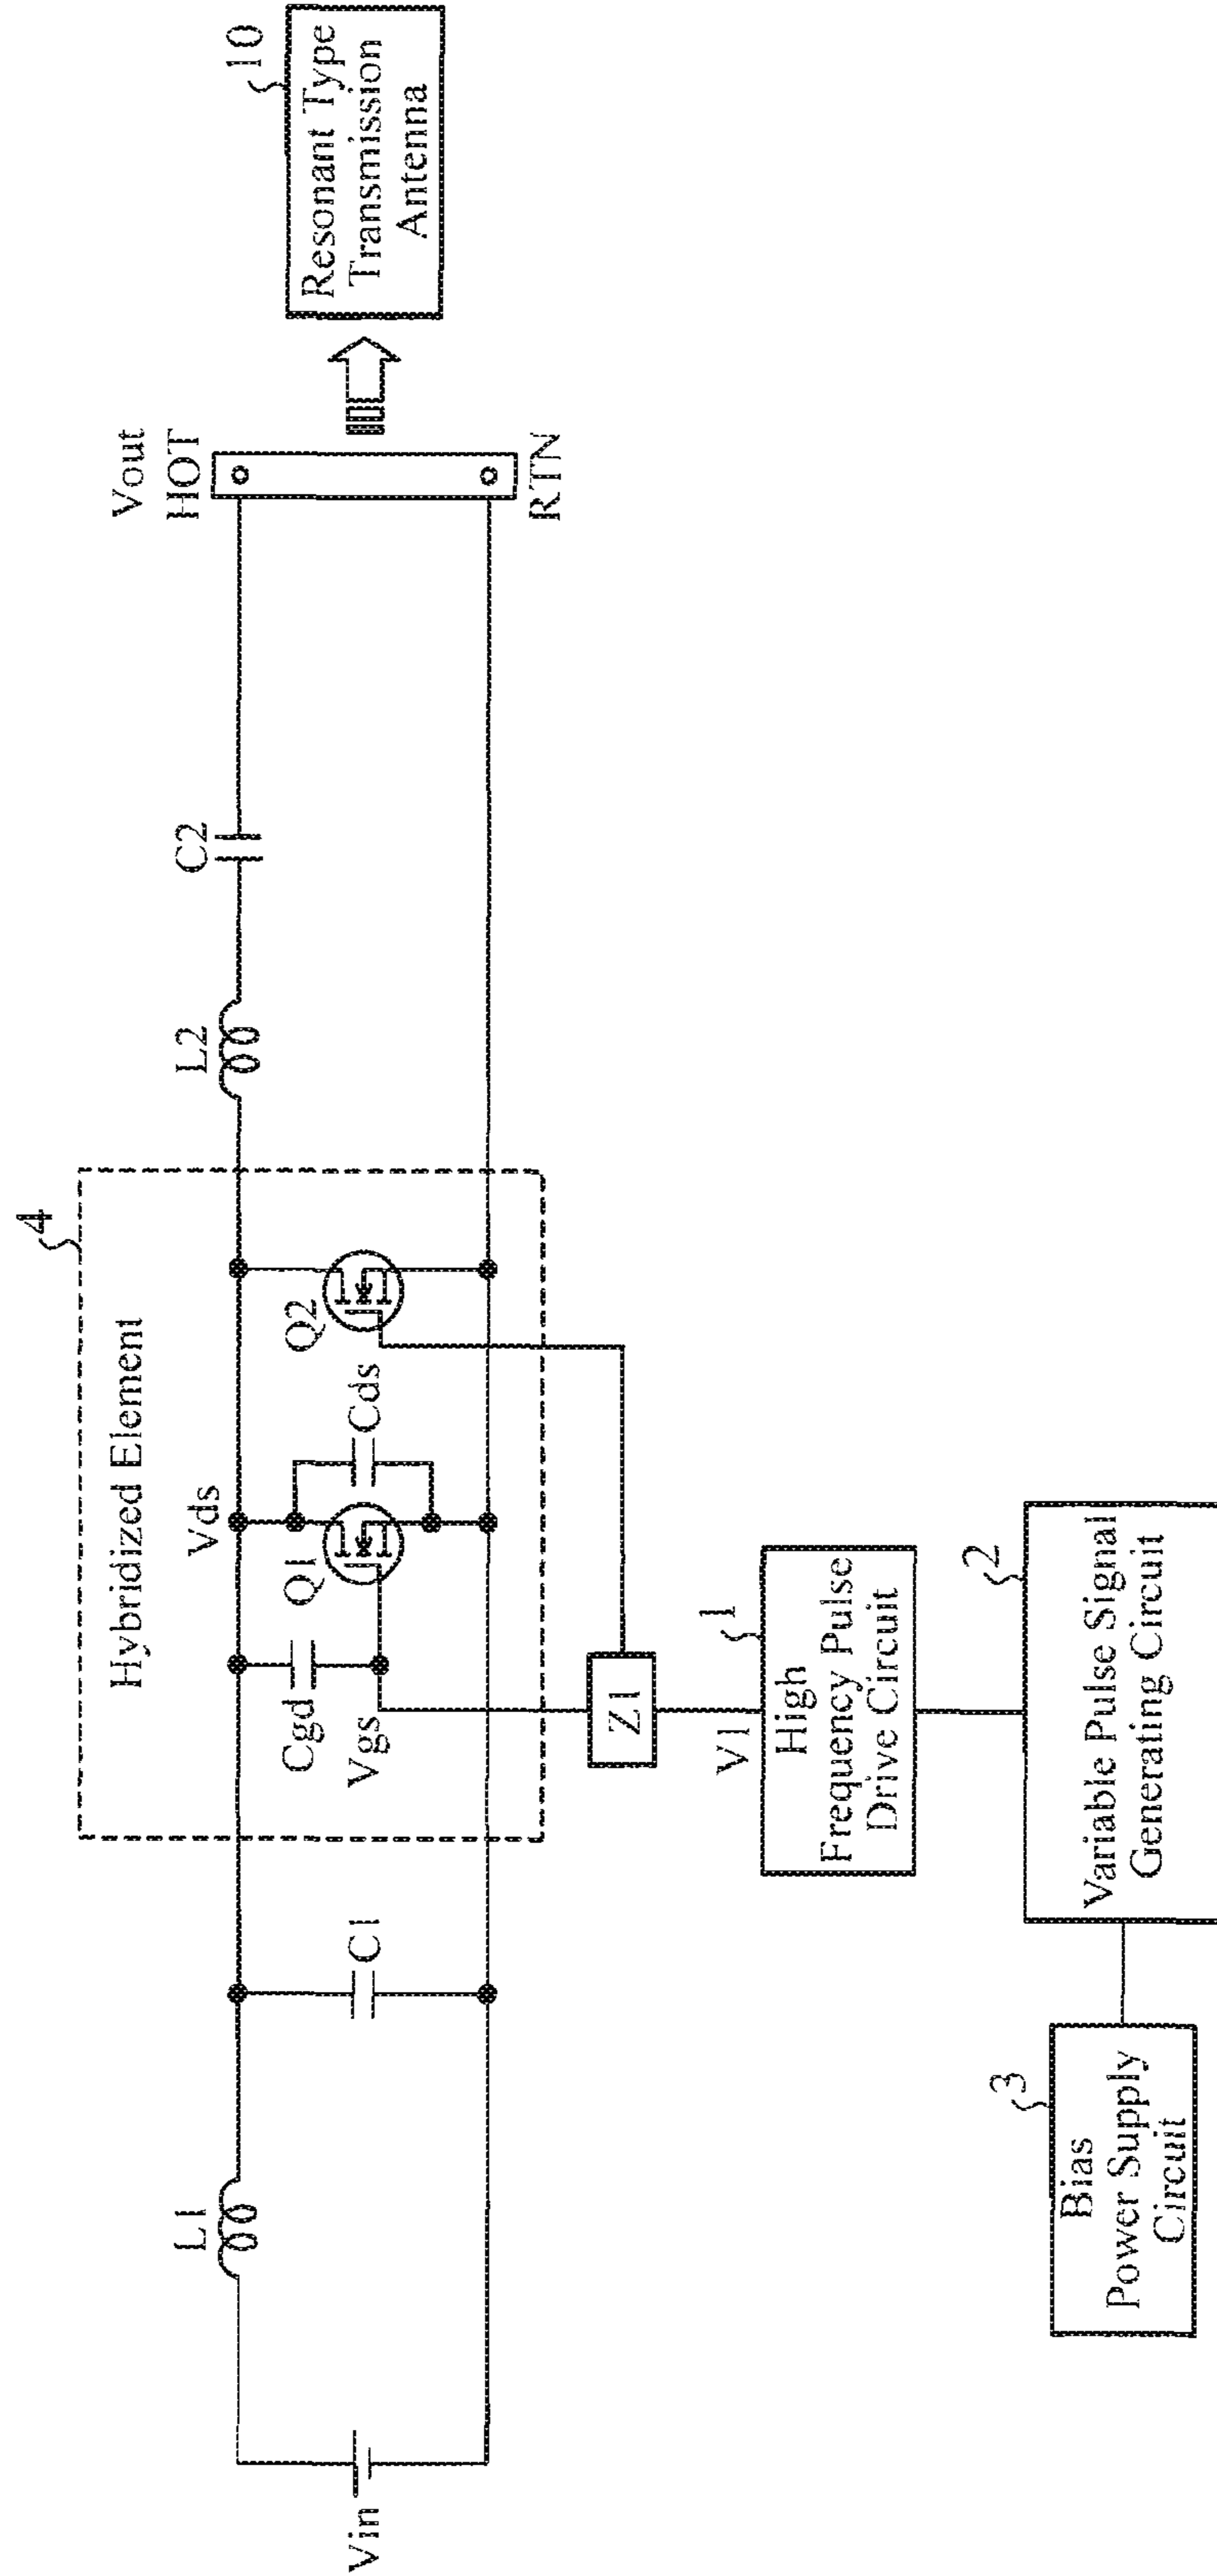 4
Hybridized Element
Vds
Vout
HOT
10
L1
L2
C2
Resonant Type
Transmission
Antenna
Cgd
Q1
Cds
Q2
Vin
C1
Vgs
RTN
Z1
V1
1
High
Frequency Pulse
Drive Circuit
3
Bias
Power Supply
Circuit
2
Variable Pulse Signal
Generating Circuit